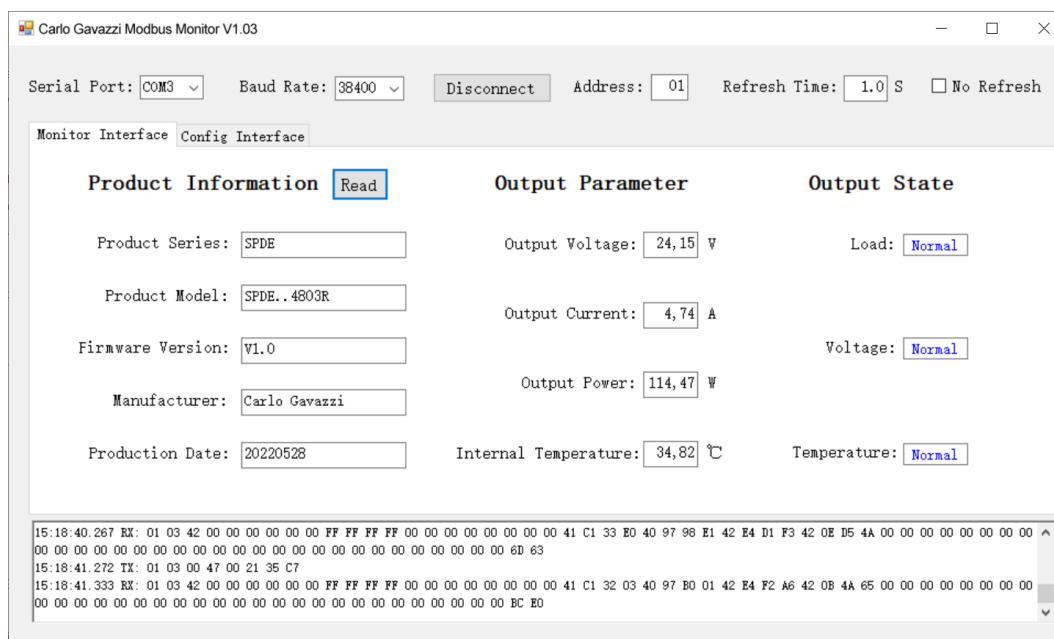 Carlo Gavazzi Modbus Monitor V1.03
Serial Port: COM3 Baud Rate: 38400 Disconnect Address: 01 Refresh Time: 1.0 S No Refresh
Monitor Interface Config Interface
Product Information Read Output Parameter Output State
Product Series: SPDE Output Voltage: 24,15 V Load: Normal
Product Model: SPDE..4803R Output Current: 4,74 A
Firmware Version: V1.0 Voltage: Normal
Manufacturer: Carlo Gavazzi Output Power: 114,47 W
Production Date: 20220528 Internal Temperature: 34,82 ℃ Temperature: Normal
15:18:40.267 RX: 01 03 42 00 00 00 00 00 00 FF FF FF FF 00 00 00 00 00 00 00 00 41 C1 33 E0 40 97 98 E1 42 E4 D1 F3 42 0E D5 4A 00 00 00 00 00 00 00 00
00 00 00 00 00 00 00 00 00 00 00 00 00 00 00 00 00 00 00 00 00 00 00 00 6D 63
15:18:41.272 TX: 01 03 00 47 00 21 35 C7
15:18:41.333 RX: 01 03 42 00 00 00 00 00 00 FF FF FF FF 00 00 00 00 00 00 00 00 41 C1 32 03 40 97 B0 01 42 E4 F2 A6 42 0B 4A 65 00 00 00 00 00 00 00 00
00 00 00 00 00 00 00 00 00 00 00 00 00 00 00 00 00 00 00 00 00 00 00 00 BC E0